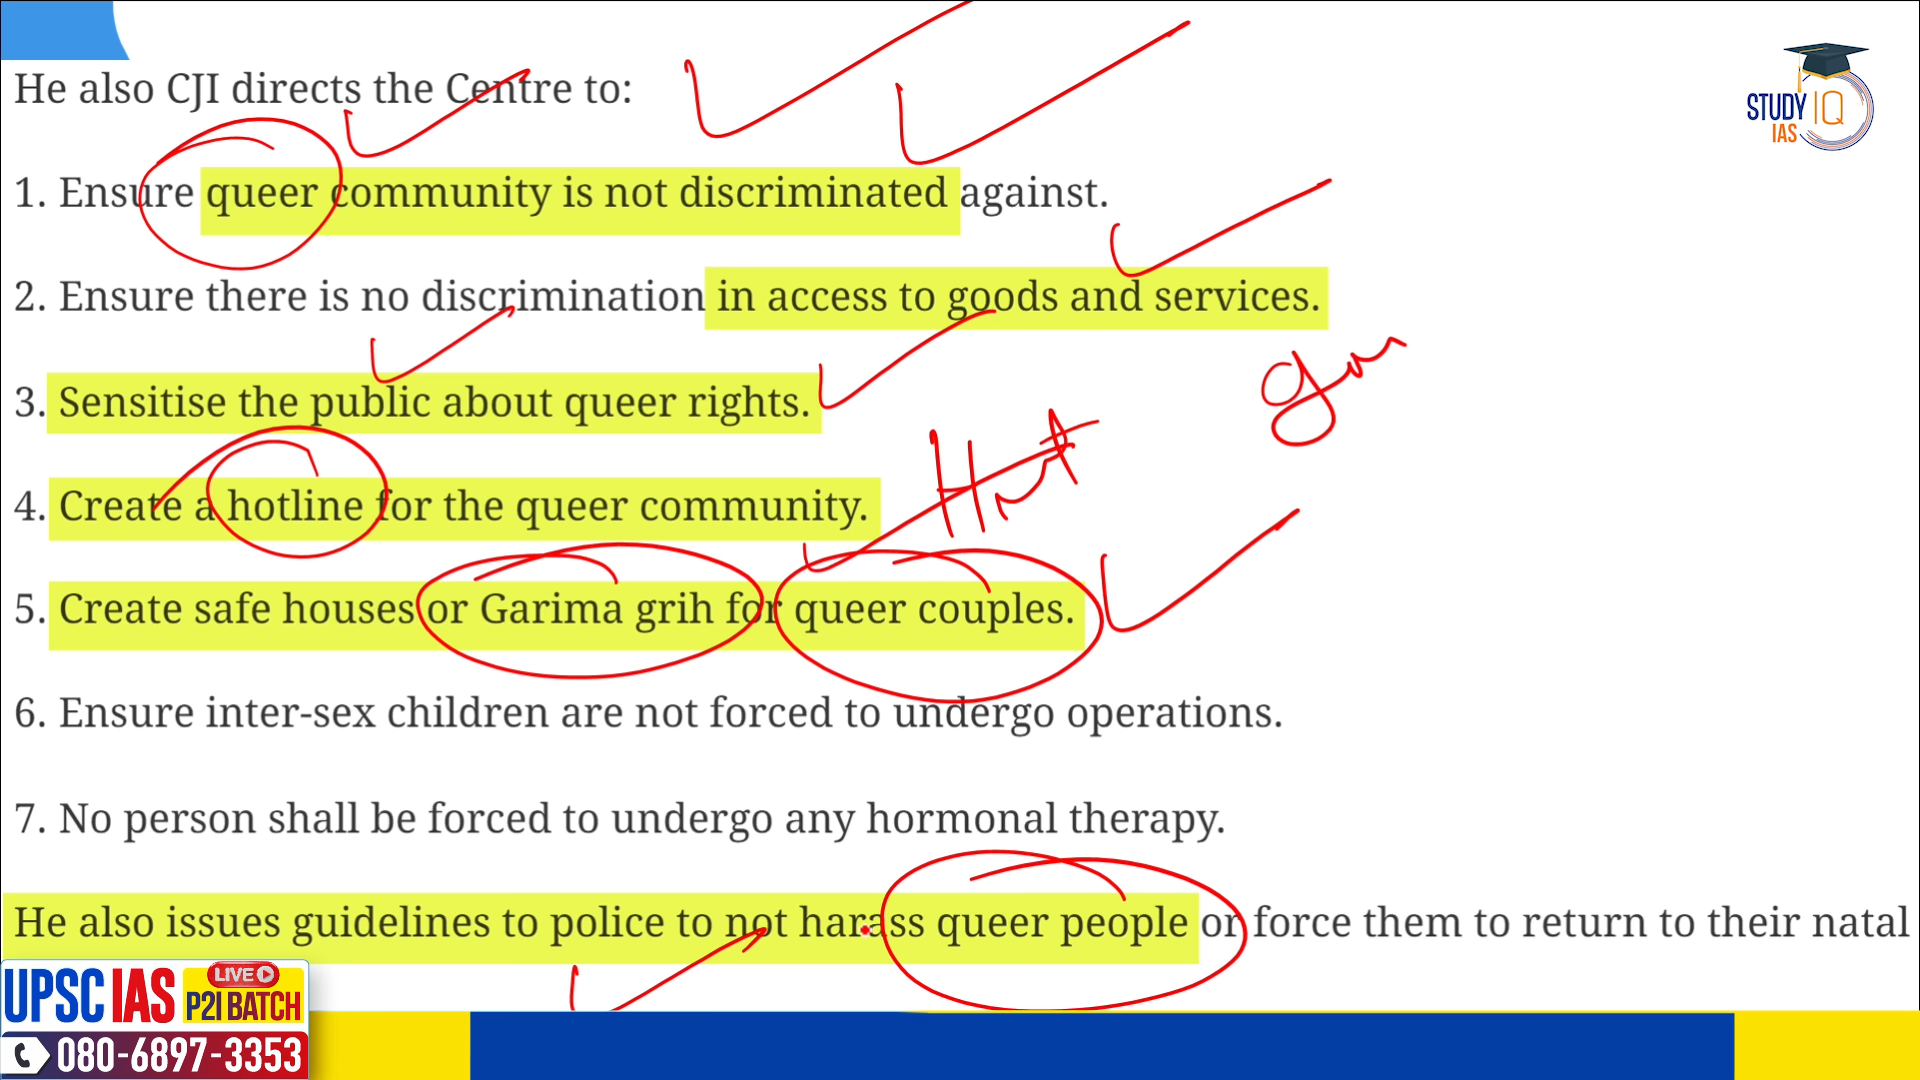 He also CJI directs the Centre to:
STUDY IQ
IAS
1. Ensure queer community is not discriminated against.
2. Ensure there is no discrimination in access to goods and services.
3. Sensitise the public about queer rights.
4. Create a hotline for the queer community.
5. Create safe houses or Garima grih for queer couples.
6. Ensure inter-sex children are not forced to undergo operations.
7. No person shall be forced to undergo any hormonal therapy.
He also issues guidelines to police to not harass queer people or force them to return to their natal
UPSC IAS LIVE P2I BATCH
080-6897-3353